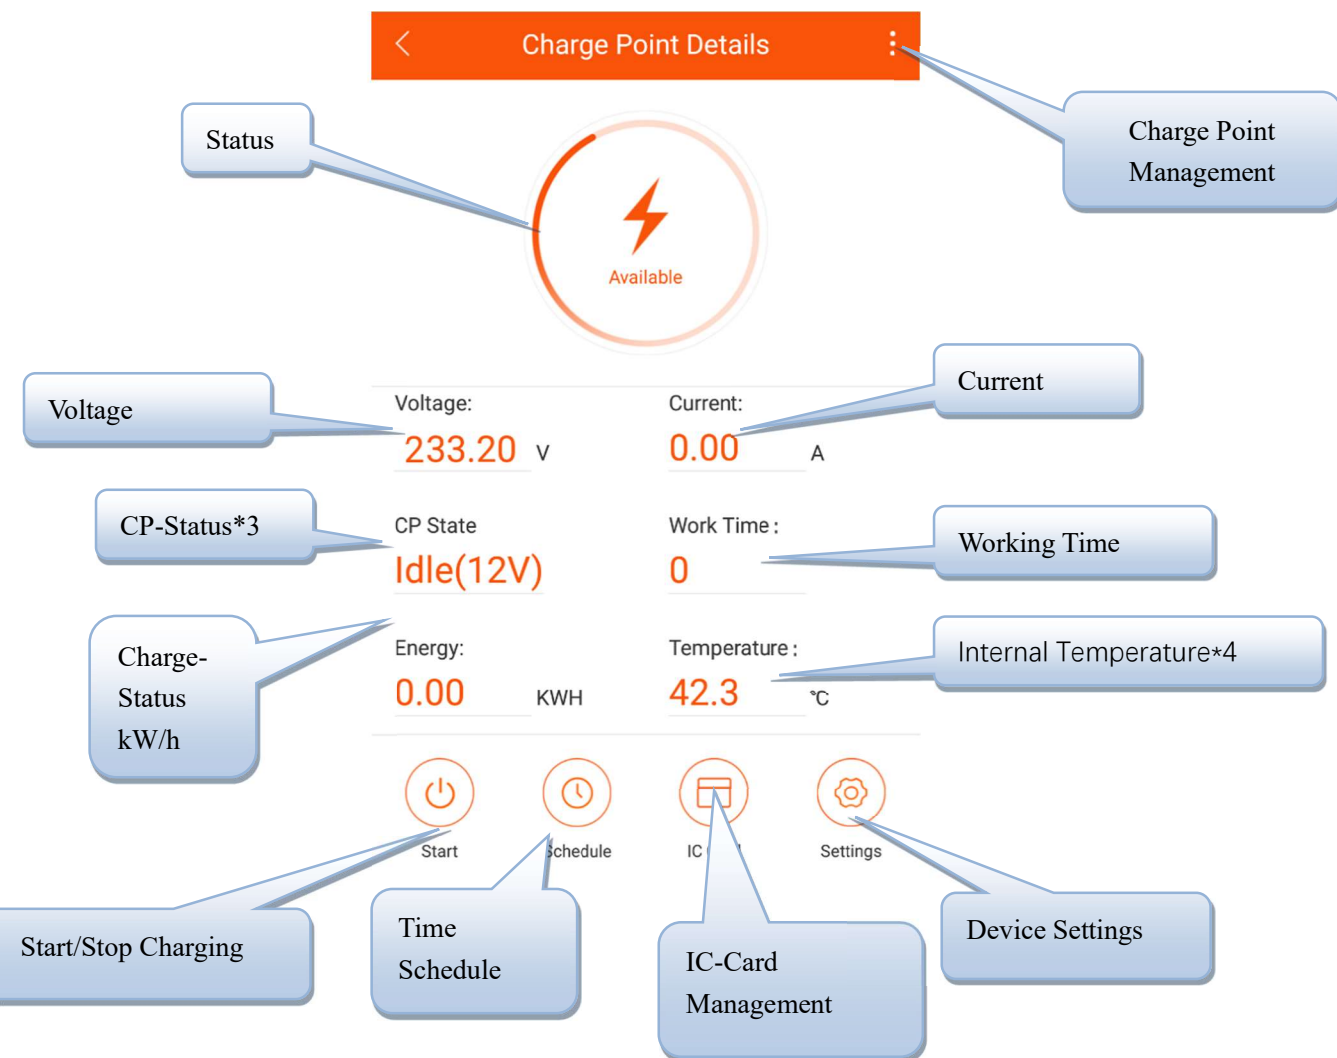 Charge Point Details
Status
Charge Point
Management
Available
Voltage
Voltage:
233.20 V
Current:
0.00 A
Current
CP-Status*3
CP State
Idle(12V)
Work Time :
0
Working Time
Charge-
Status
kW/h
Energy:
0.00 KWH
Temperature :
42.3 ℃
Internal Temperature*4
Start
Schedule
IC
Settings
Start/Stop Charging
Time
Schedule
IC-Card
Management
Device Settings